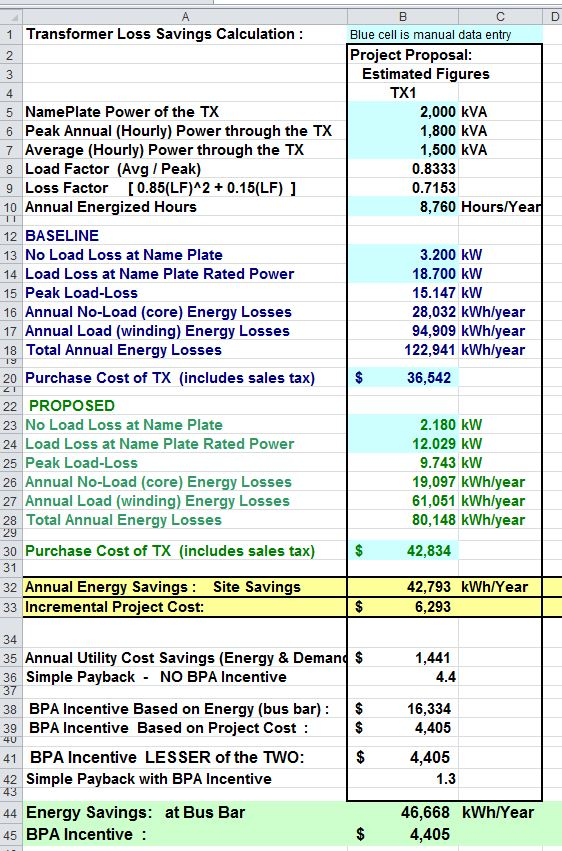 A B C D
1 Transformer Loss Savings Calculation : Blue cell is manual data entry
2 Project Proposal:
3 Estimated Figures
4 TX1
5 NamePlate Power of the TX 2,000 kVA
6 Peak Annual (Hourly) Power through the TX 1,800 kVA
7 Average (Hourly) Power through the TX 1,500 kVA
8 Load Factor (Avg / Peak) 0.8333
9 Loss Factor [ 0.85(LF)^2 + 0.15(LF) ] 0.7153
10 Annual Energized Hours 8,760 Hours/Year
11
12 BASELINE
13 No Load Loss at Name Plate 3.200 kW
14 Load Loss at Name Plate Rated Power 18.700 kW
15 Peak Load-Loss 15.147 kW
16 Annual No-Load (core) Energy Losses 28,032 kWh/year
17 Annual Load (winding) Energy Losses 94,909 kWh/year
18 Total Annual Energy Losses 122,941 kWh/year
19
20 Purchase Cost of TX (includes sales tax) $ 36,542
21
22 PROPOSED
23 No Load Loss at Name Plate 2.180 kW
24 Load Loss at Name Plate Rated Power 12.029 kW
25 Peak Load-Loss 9.743 kW
26 Annual No-Load (core) Energy Losses 19,097 kWh/year
27 Annual Load (winding) Energy Losses 61,051 kWh/year
28 Total Annual Energy Losses 80,148 kWh/year
29
30 Purchase Cost of TX (includes sales tax) $ 42,834
31
32 Annual Energy Savings : Site Savings 42,793 kWh/Year
33 Incremental Project Cost: $ 6,293
34
35 Annual Utility Cost Savings (Energy & Demand $ 1,441
36 Simple Payback - NO BPA Incentive 4.4
37
38 BPA Incentive Based on Energy (bus bar) : $ 16,334
39 BPA Incentive Based on Project Cost : $ 4,405
40
41 BPA Incentive LESSER of the TWO: $ 4,405
42 Simple Payback with BPA Incentive 1.3
43
44 Energy Savings: at Bus Bar 46,668 kWh/Year
45 BPA Incentive : $ 4,405